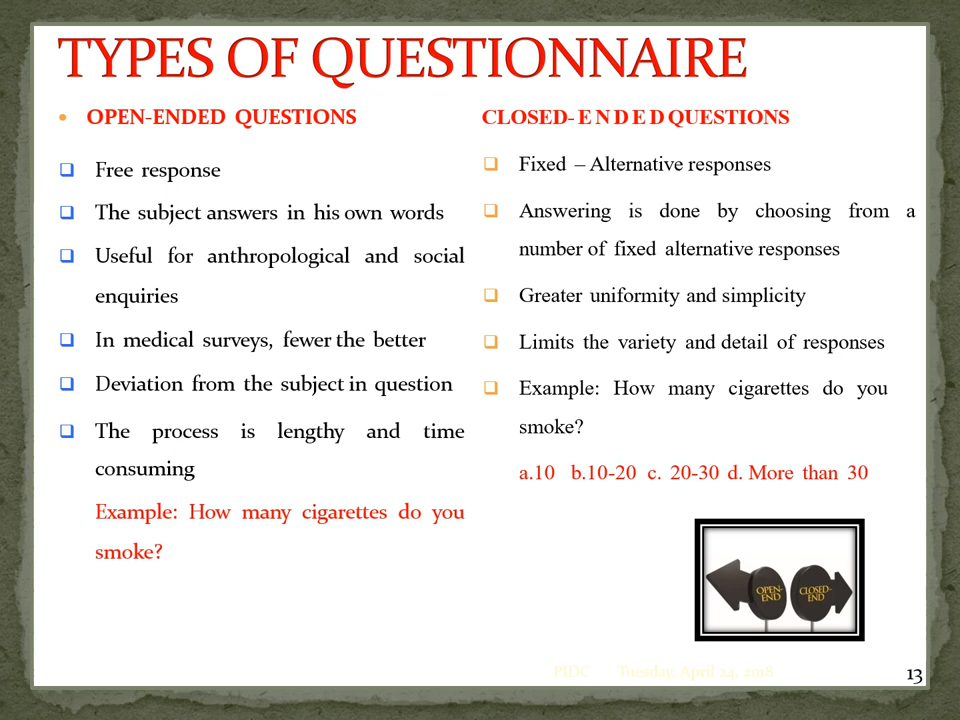 TYPES OF QUESTIONNAIRE
• OPEN-ENDED QUESTIONS
❑ Free response
❑ The subject answers in his own words
❑ Useful for anthropological and social
enquiries
❑ In medical surveys, fewer the better
❑ Deviation from the subject in question
❑ The process is lengthy and time
consuming
Example: How many cigarettes do you
smoke?
CLOSED- E N D E D QUESTIONS
❑ Fixed – Alternative responses
❑ Answering is done by choosing from a
number of fixed alternative responses
❑ Greater uniformity and simplicity
❑ Limits the variety and detail of responses
❑ Example: How many cigarettes do you
smoke?
a.10 b.10-20 c. 20-30 d. More than 30
OPEN-
END
CLOSED-
END
PJDC Tuesday, April 24, 2018
13